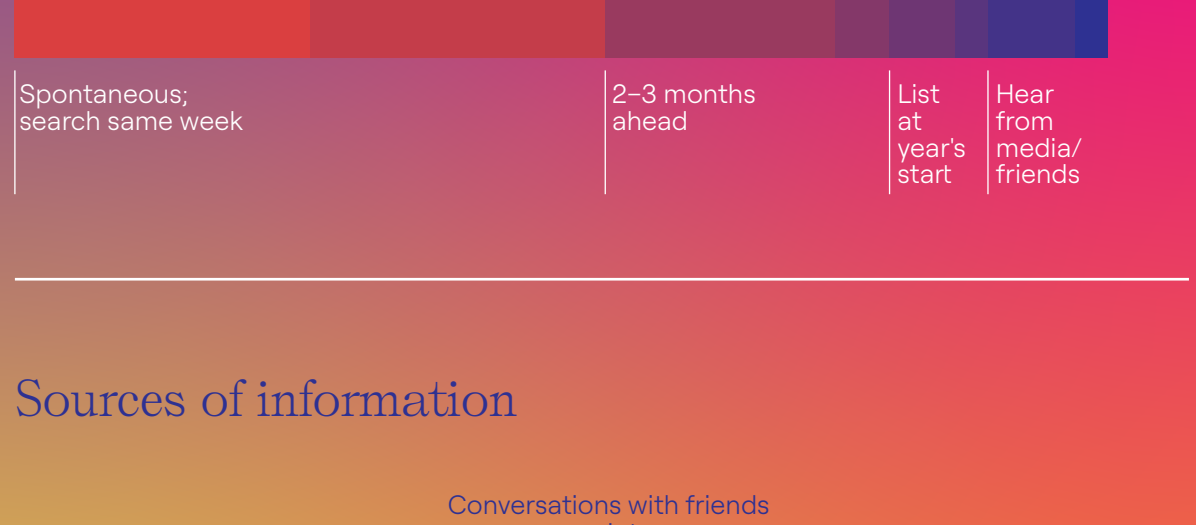 Spontaneous;
search same week
2–3 months
ahead
List
at
year's
start
Hear
from
media/
friends
Sources of information
Conversations with friends